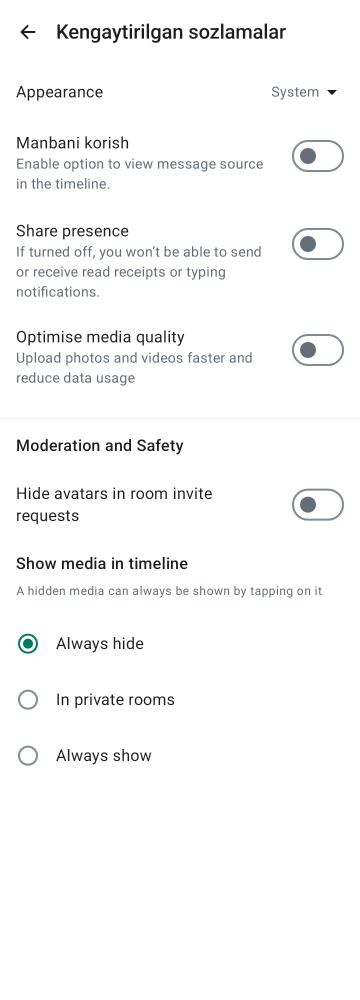 Kengaytirilgan sozlamalar
Appearance
System
Manbani korish
Enable option to view message source
in the timeline.
Share presence
If turned off, you won’t be able to send
or receive read receipts or typing
notifications.
Optimise media quality
Upload photos and videos faster and
reduce data usage
Moderation and Safety
Hide avatars in room invite
requests
Show media in timeline
A hidden media can always be shown by tapping on it
Always hide
In private rooms
Always show